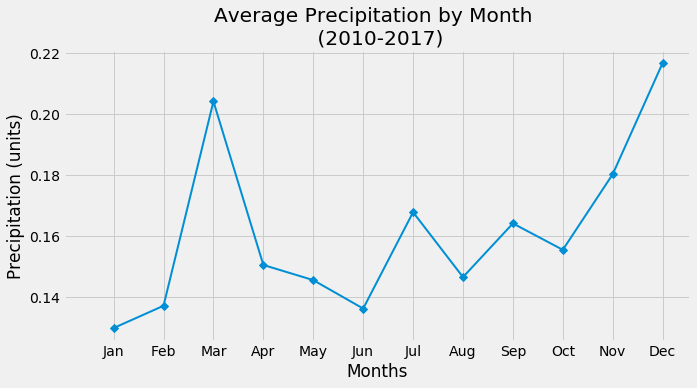 Average Precipitation by Month
(2010-2017)
Precipitation (units)
0.22
0.20
0.18
0.16
0.14
Jan Feb Mar Apr May Jun Jul Aug Sep Oct Nov Dec
Months